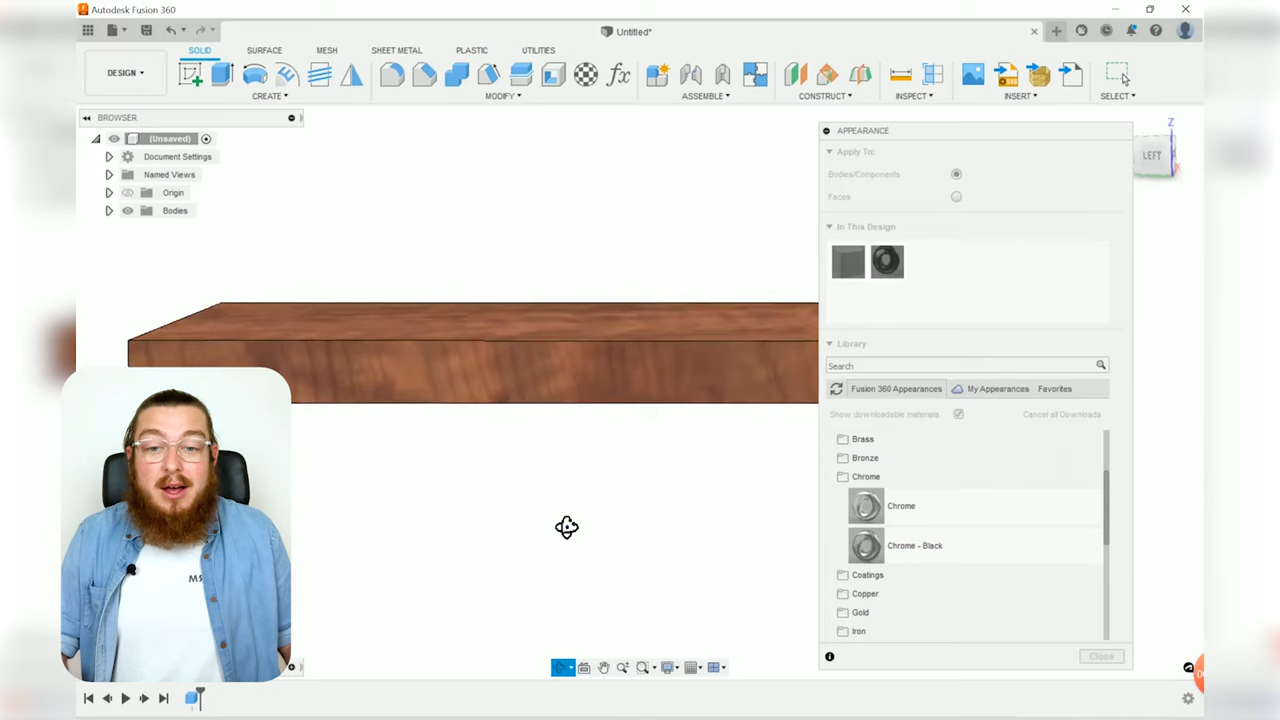 Autodesk Fusion 360
Untitled*
SOLID SURFACE MESH SHEET METAL PLASTIC UTILITIES
DESIGN
fx
CREATE MODIFY ASSEMBLE CONSTRUCT INSPECT INSERT SELECT
BROWSER
(Unsaved)
Document Settings
Named Views
Origin
Bodies
Z
LEFT
X
APPEARANCE
Apply To:
Bodies/Components
Faces
In This Design
Library
Search
Fusion 360 Appearances My Appearances Favorites
Show downloadable materials Cancel all Downloads
Brass
Bronze
Chrome
Chrome
Chrome - Black
Coatings
Copper
Gold
Iron
Close